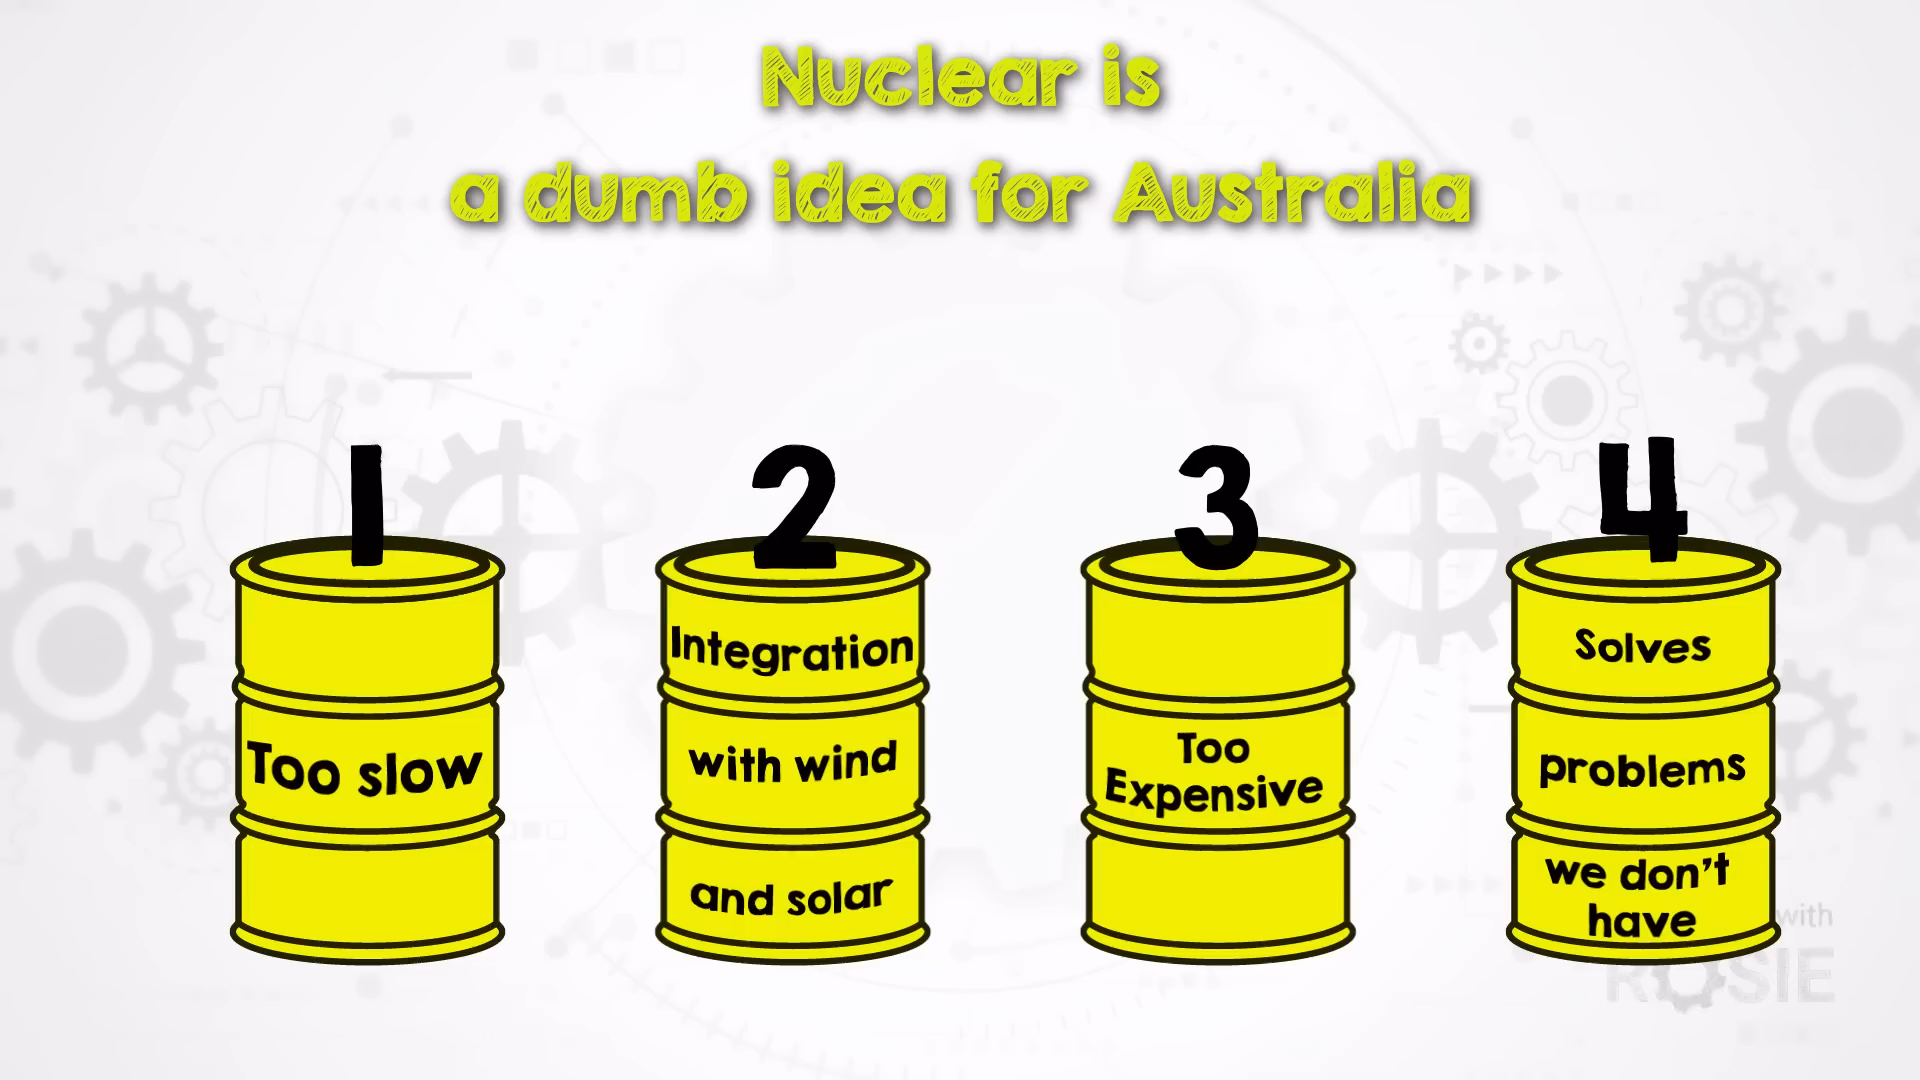 Nuclear is
a dumb idea for Australia
1
Too slow
2
Integration
with wind
and solar
3
Too
Expensive
4
Solves
problems
we don't
have
with
ROSIE